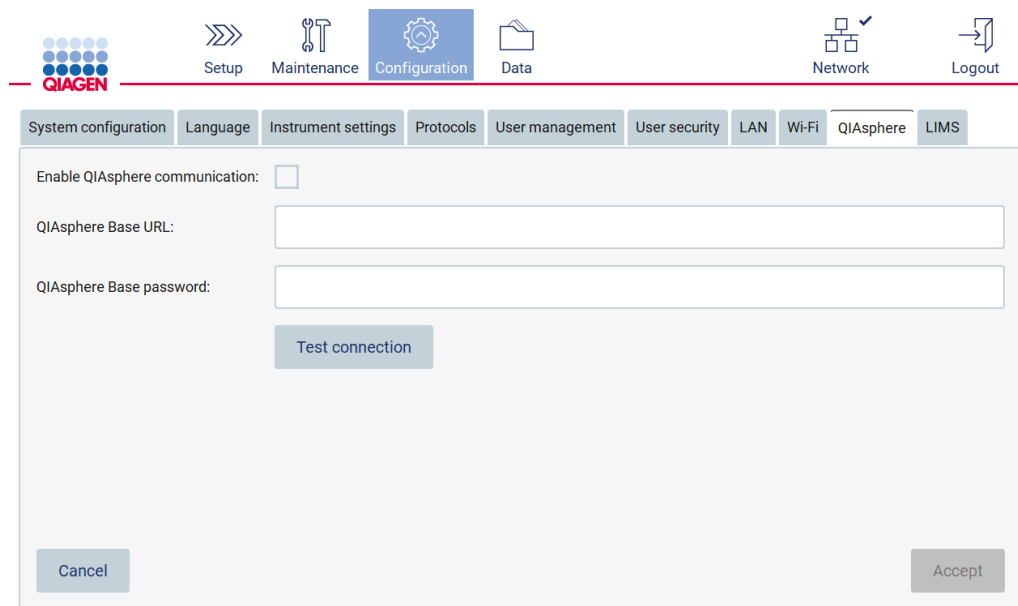 QIAGEN
Setup Maintenance Configuration Data Network Logout
System configuration Language Instrument settings Protocols User management User security LAN Wi-Fi QIAsphere LIMS
Enable QIAsphere communication:
QIAsphere Base URL:
QIAsphere Base password:
Test connection
Cancel Accept